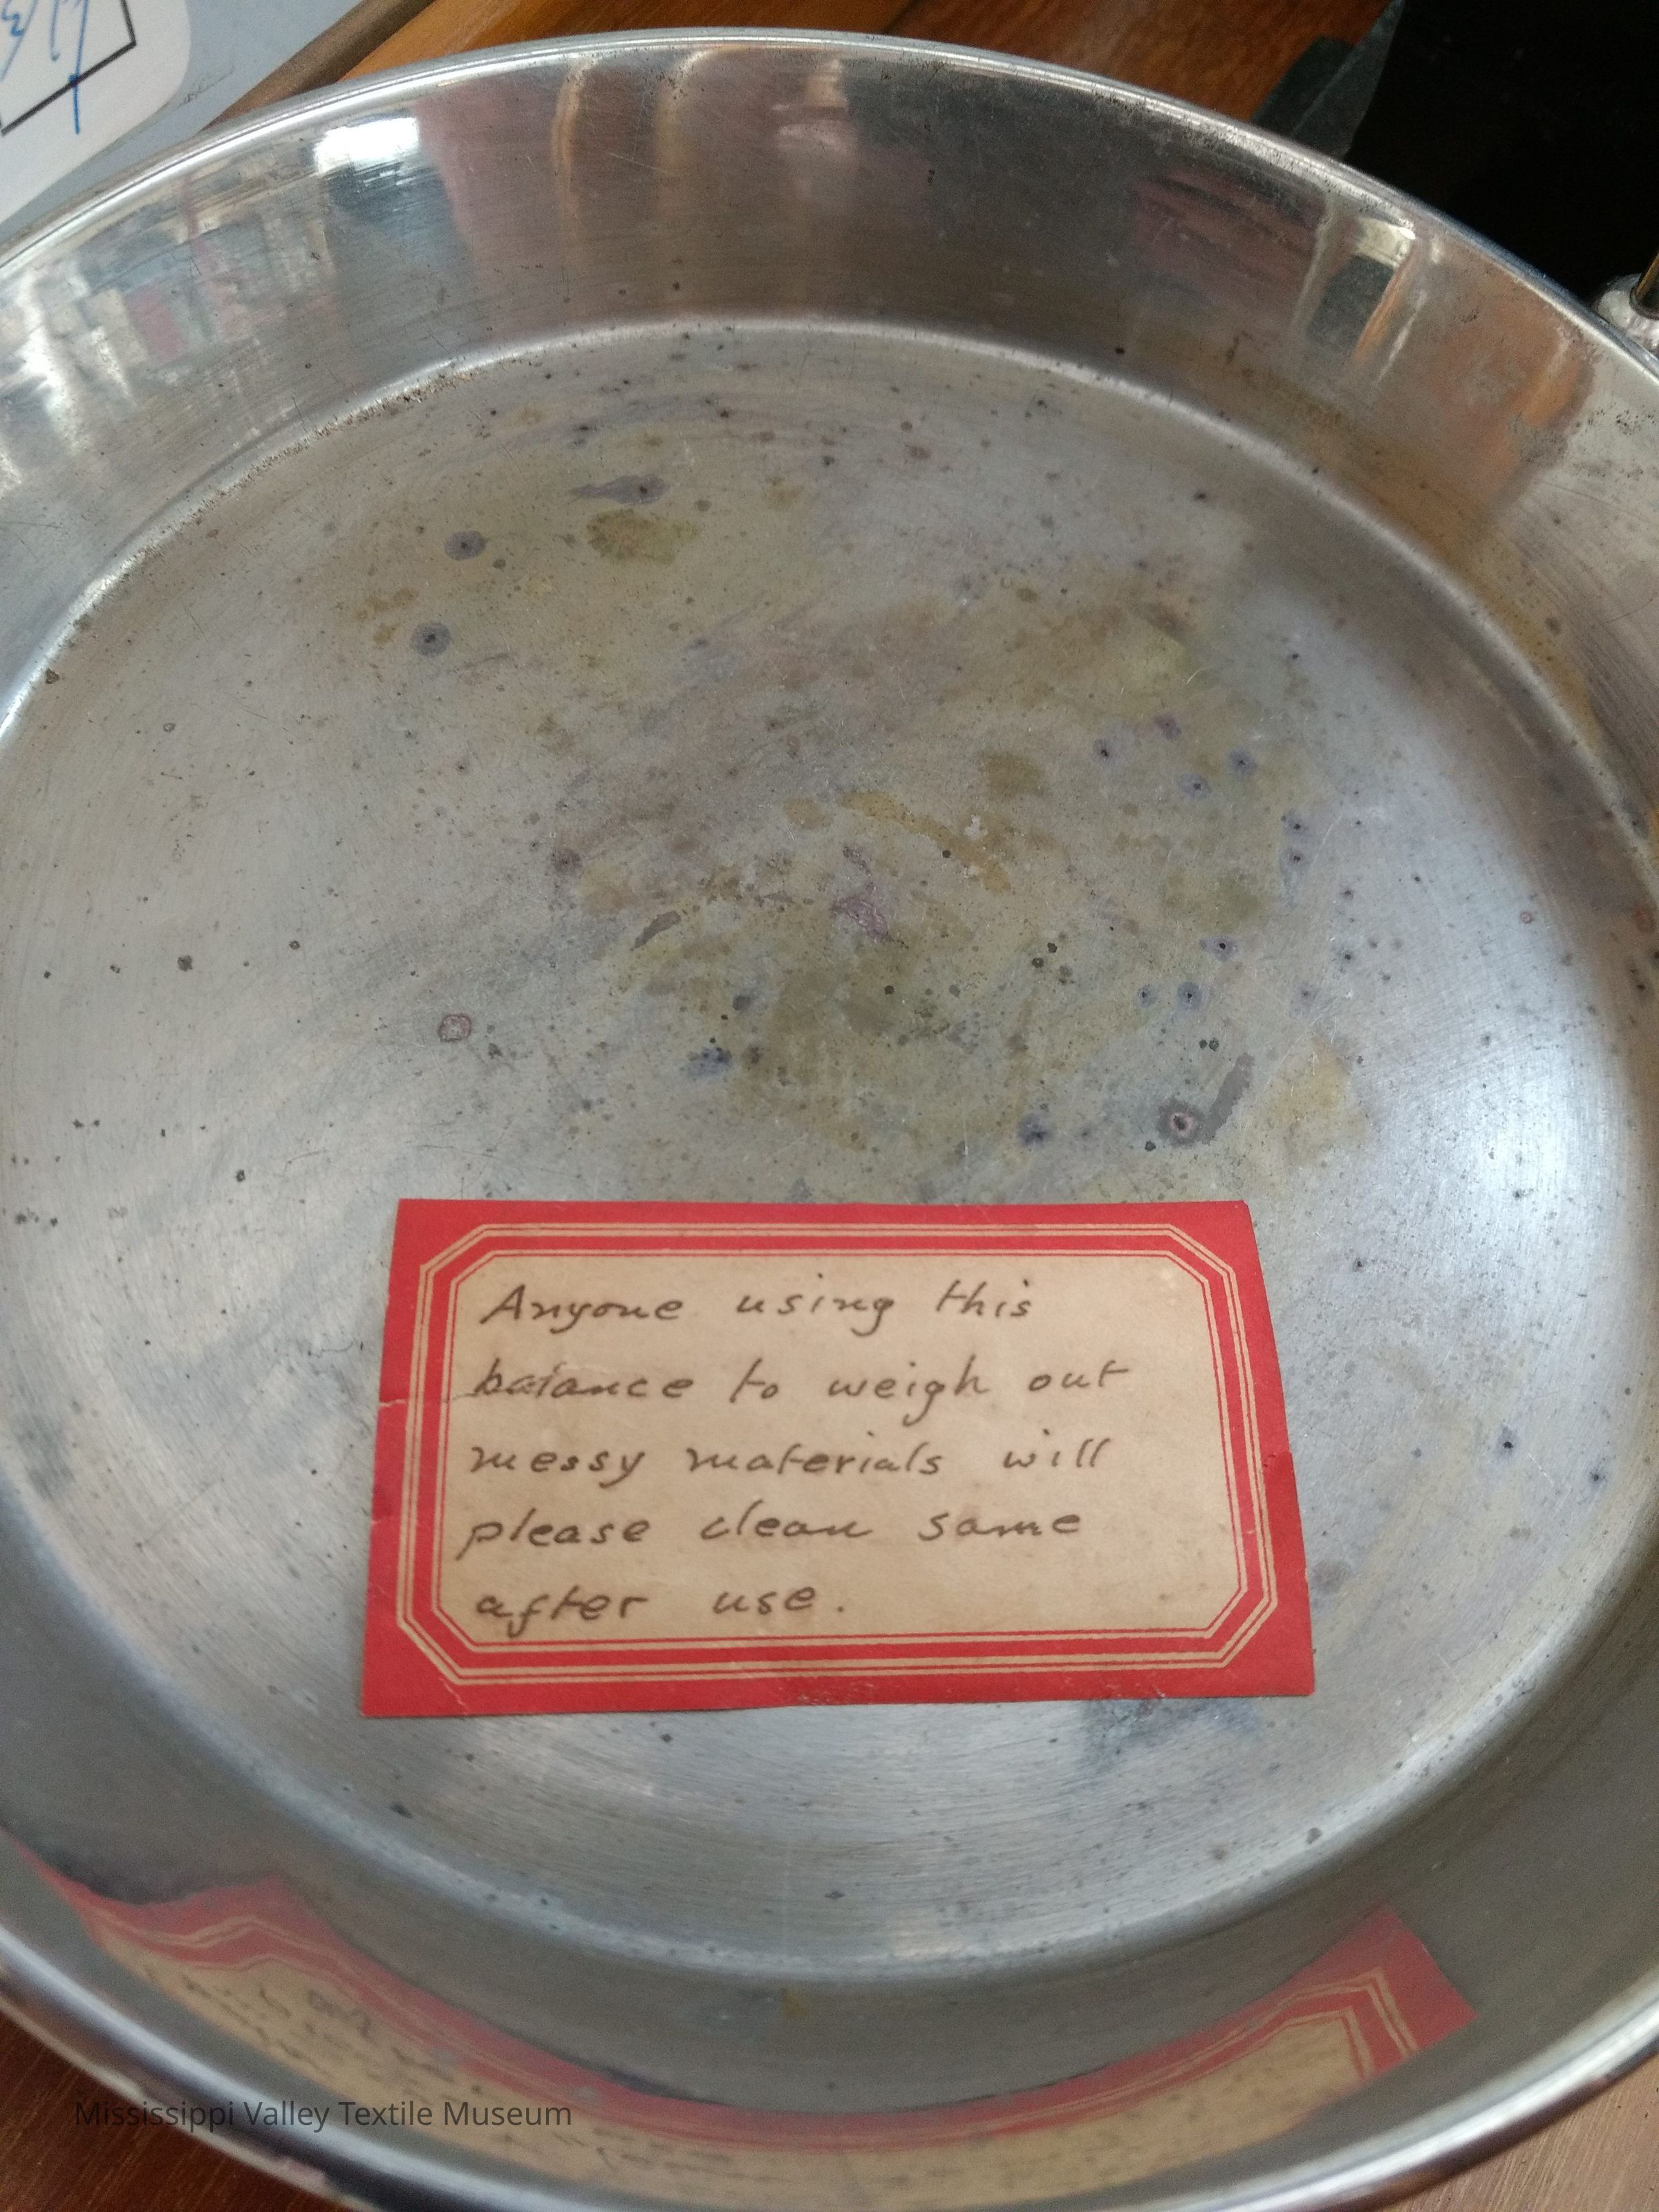 Anyone using this
balance to weigh out
messy materials will
please clean same
after use.
Mississippi Valley Textile Museum